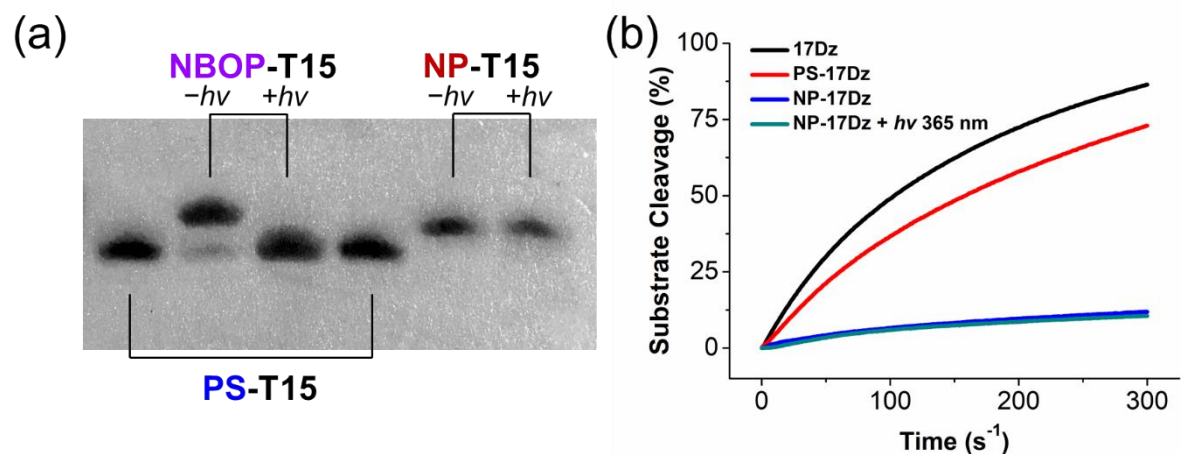 (a)
NBOP-T15
NP-T15
−hν +hν
−hν +hν
PS-T15
(b)
100
75
50
25
0
Substrate Cleavage (%)
17Dz
PS-17Dz
NP-17Dz
NP-17Dz + hν 365 nm
0 100 200 300
Time (s⁻¹)